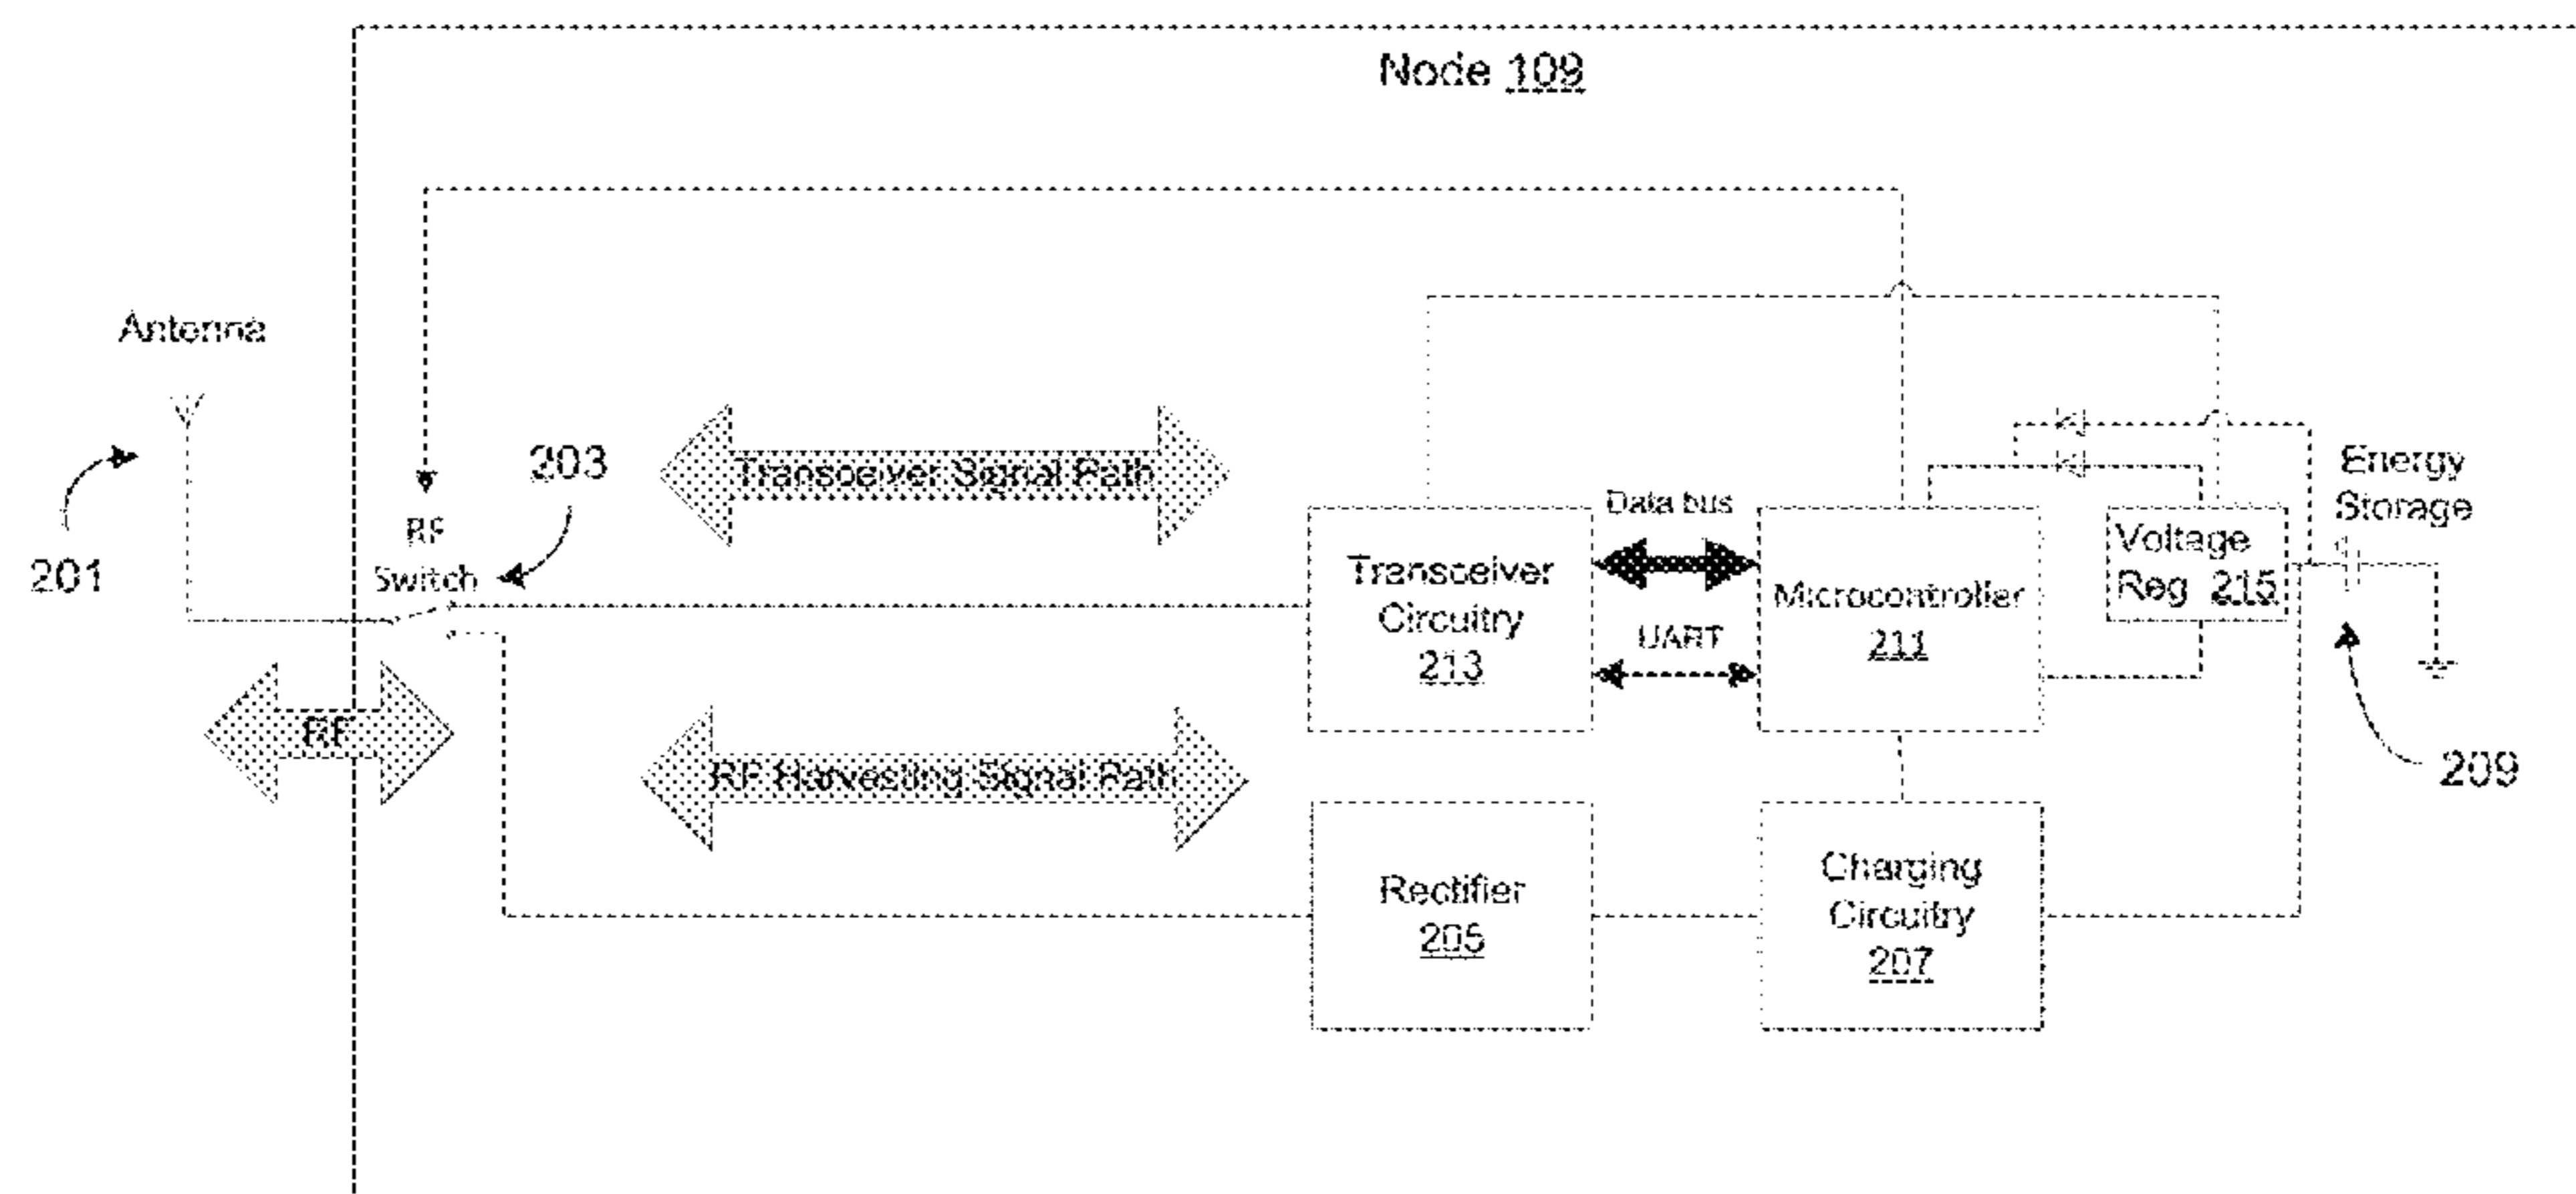 Node 109
Antenna
201
RF
Switch
203
Transceiver Signal Path
RF
RF Harvesting Signal Path
Transceiver
Circuitry
213
Data bus
UART
Microcontroller
211
Voltage
Reg 215
Energy
Storage
209
Rectifier
205
Charging
Circuitry
207